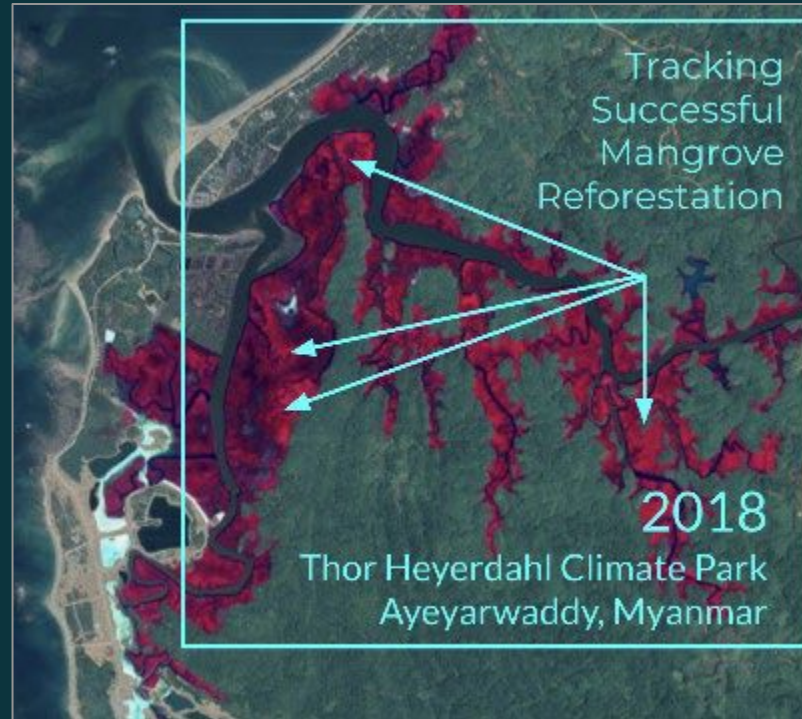 Tracking
Successful
Mangrove
Reforestation
2018
Thor Heyerdahl Climate Park
Ayeyarwaddy, Myanmar